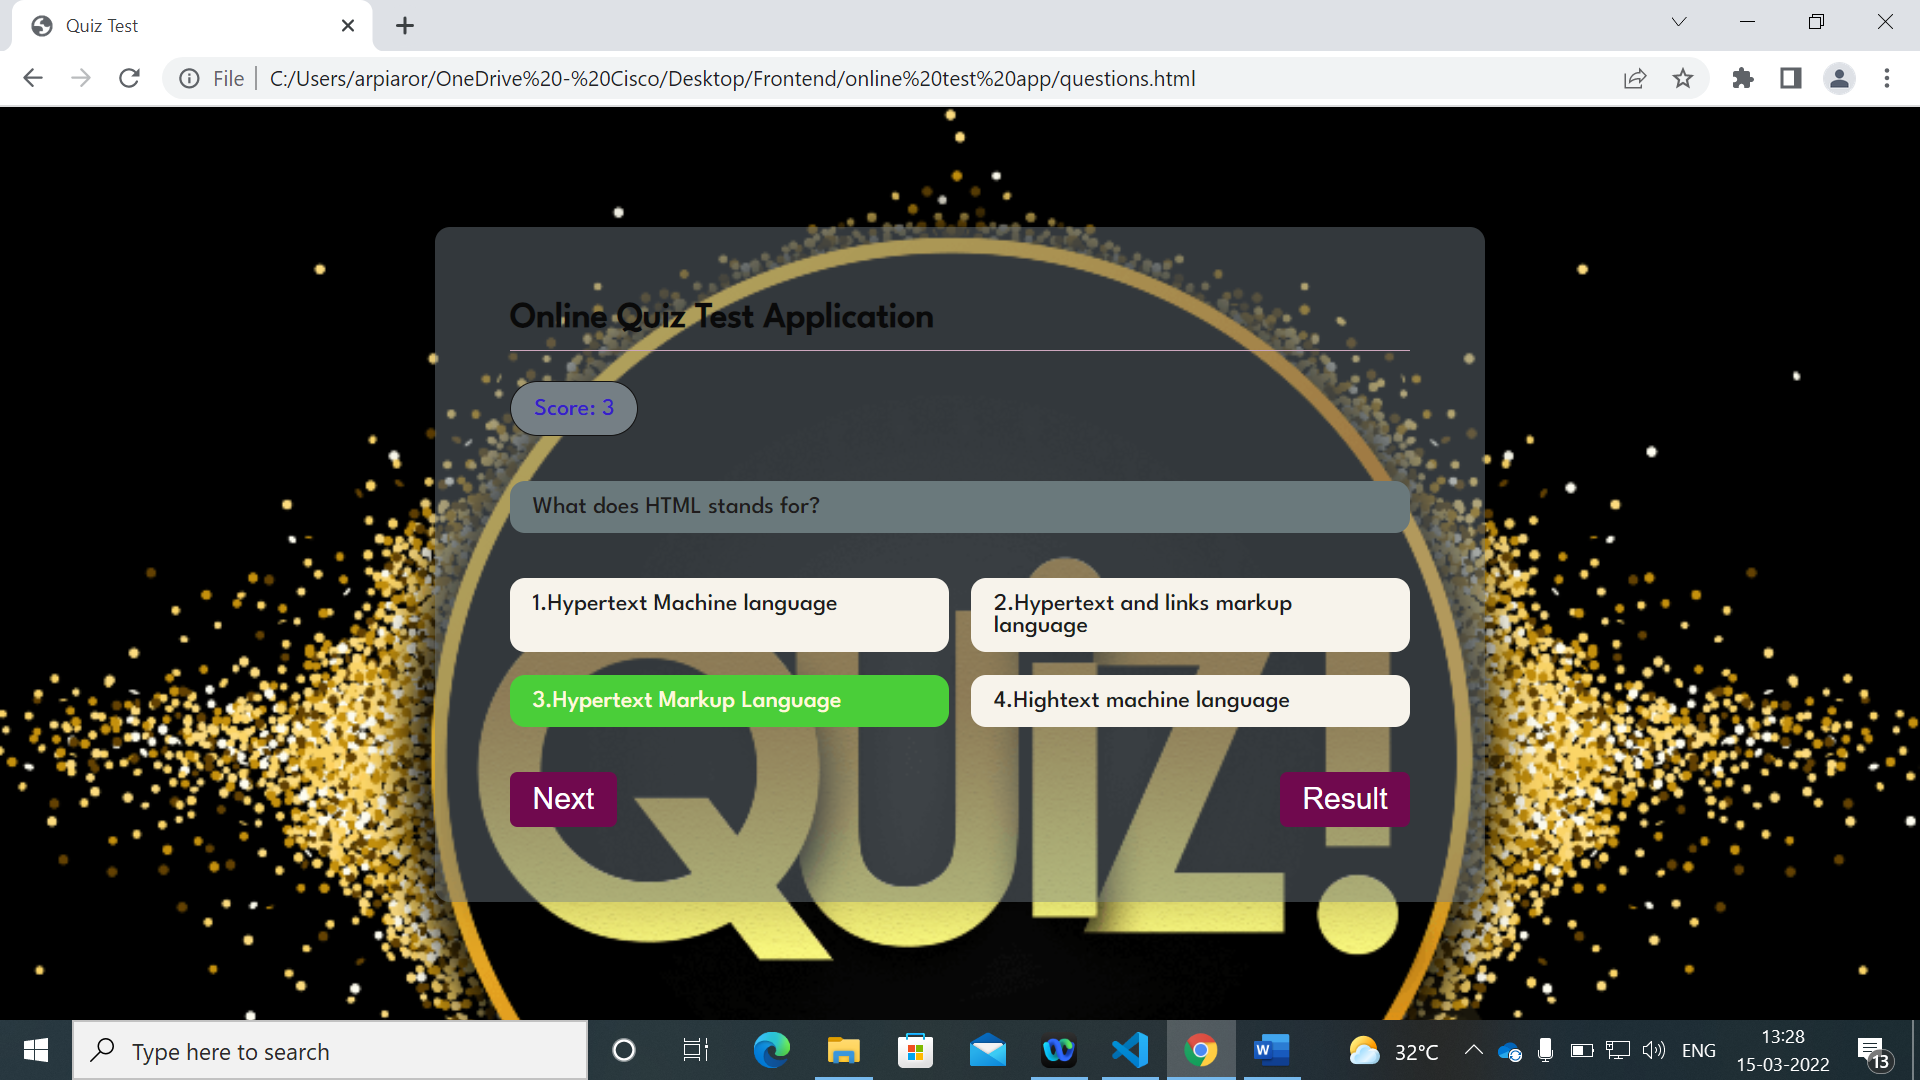 Quiz Test
File
C:/Users/arpiaror/OneDrive%20-%20Cisco/Desktop/Frontend/online%20test%20app/questions.html
Online Quiz Test Application
Score: 3
What does HTML stands for?
1.Hypertext Machine language
2.Hypertext and links markup
language
3.Hypertext Markup Language
4.Hightext machine language
Next
Result
QUiZ!
Type here to search
W
32°C
ENG
13:28
15-03-2022
13